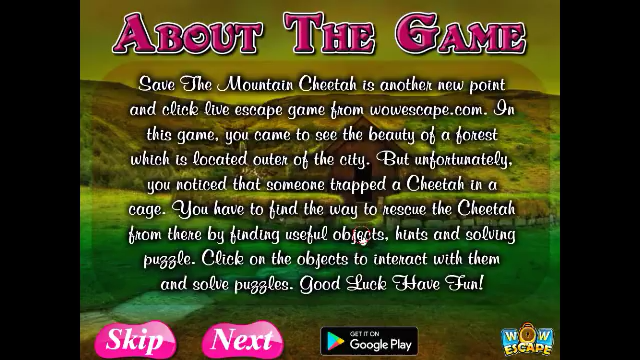 About The Game
Save The Mountain Cheetah is another new point
and click live escape game from wowescape.com. In
this game, you came to see the beauty of a forest
which is located outer of the city. But unfortunately,
you noticed that someone trapped a Cheetah in a
cage. You have to find the way to rescue the Cheetah
from there by finding useful objects, hints and solving
puzzle. Click on the objects to interact with them
and solve puzzles. Good Luck Have Fun!
Skip
Next
GET IT ON
Google Play
WOW
ESCAPE